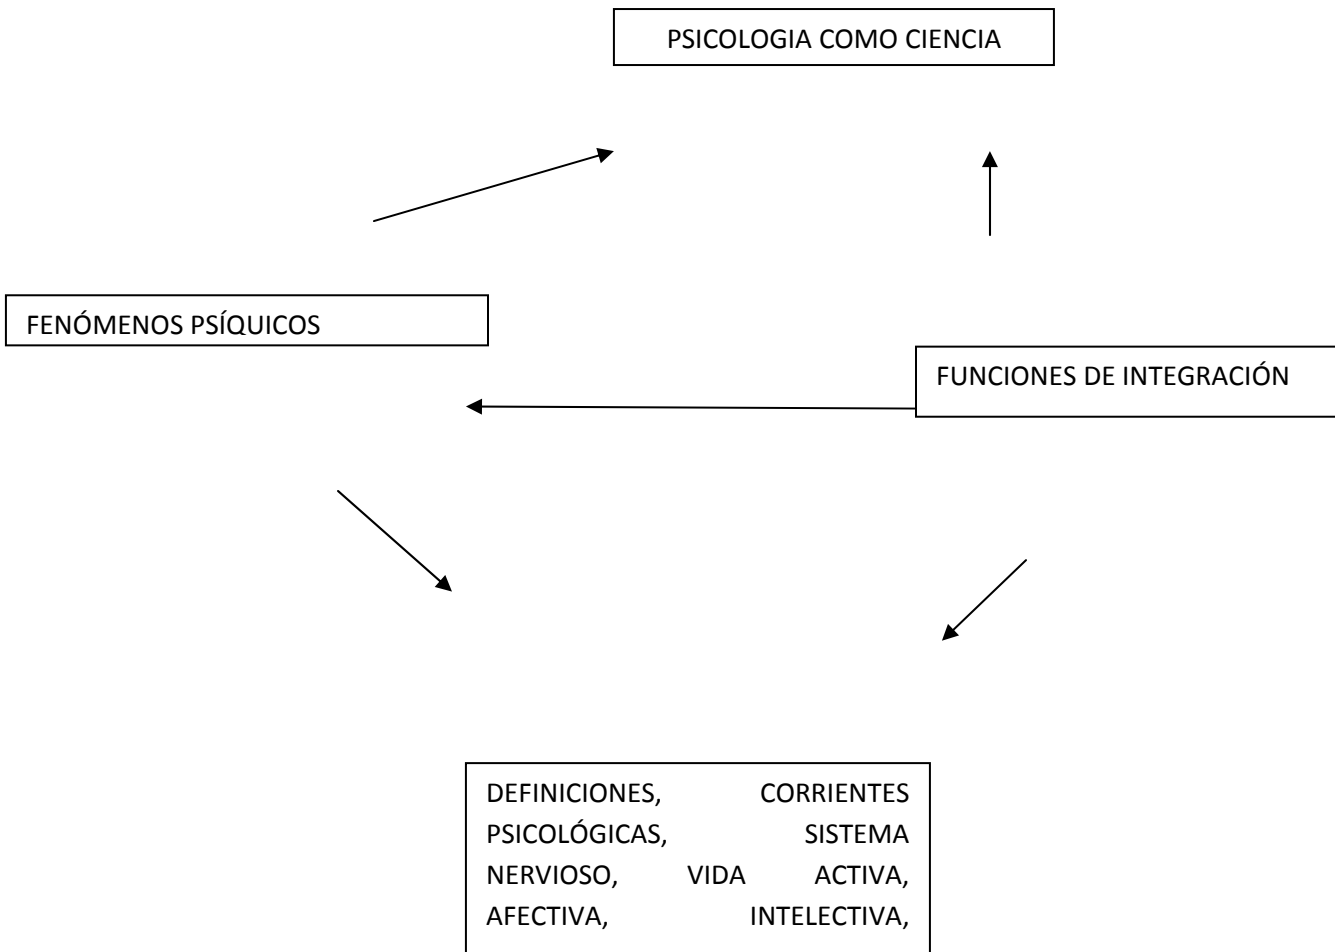 PSICOLOGIA COMO CIENCIA
FENÓMENOS PSÍQUICOS
FUNCIONES DE INTEGRACIÓN
DEFINICIONES, CORRIENTES
PSICOLÓGICAS, SISTEMA
NERVIOSO, VIDA ACTIVA,
AFECTIVA, INTELECTIVA,